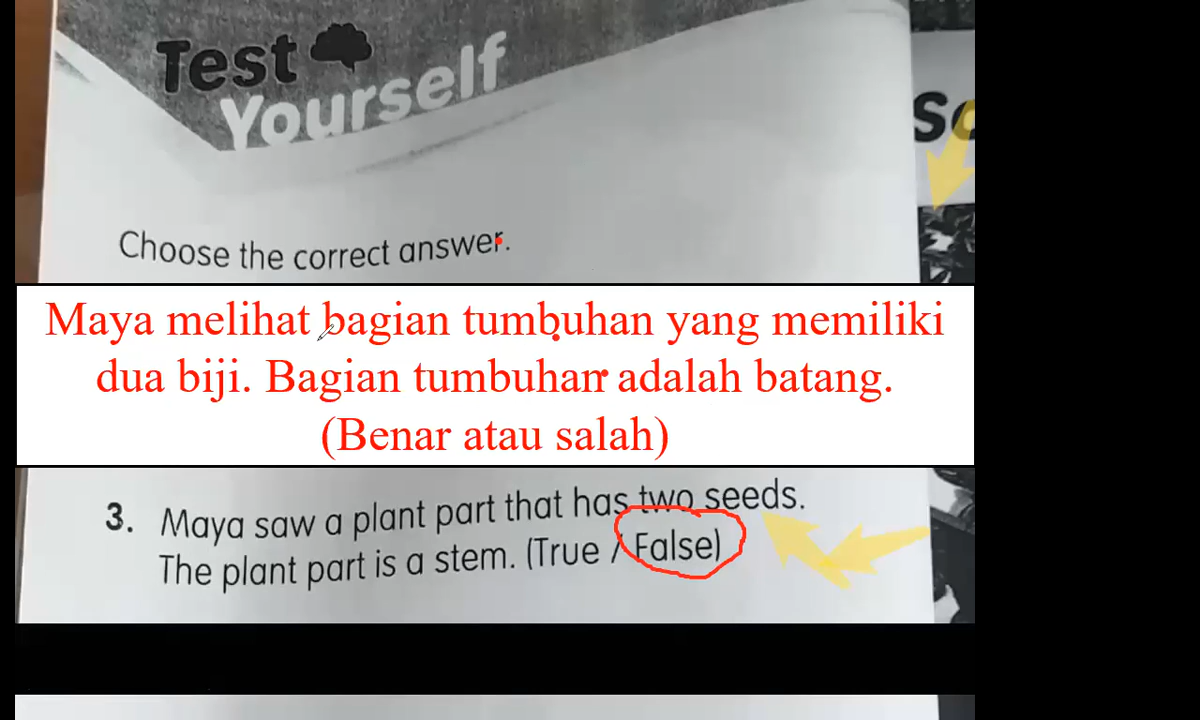 Test
Yourself
Choose the correct answer.
Maya melihat bagian tumbuhan yang memiliki
dua biji. Bagian tumbuhan adalah batang.
(Benar atau salah)
3. Maya saw a plant part that has two seeds.
The plant part is a stem. (True / False)